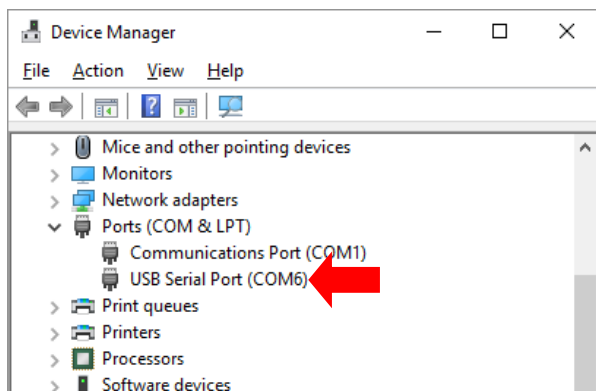 Device Manager
File Action View Help
Mice and other pointing devices
Monitors
Network adapters
Ports (COM & LPT)
Communications Port (COM1)
USB Serial Port (COM6)
Print queues
Printers
Processors
Software devices